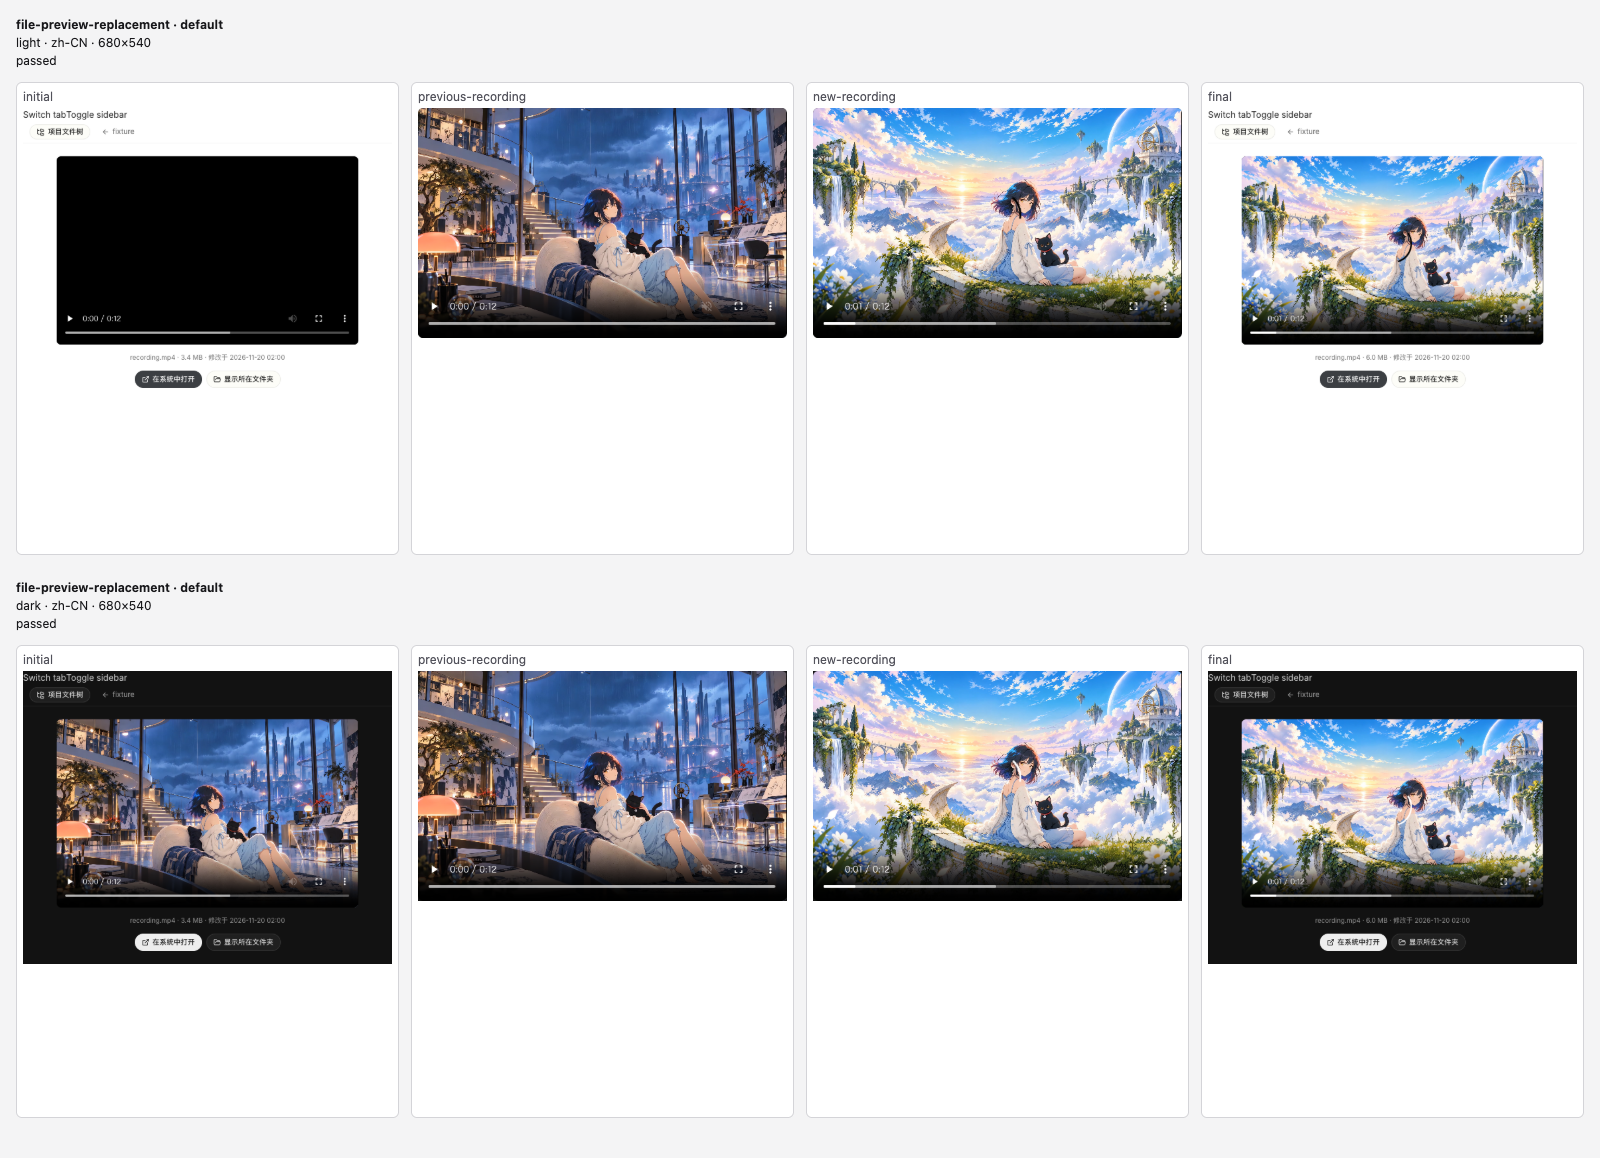 file-preview-replacement · default
light · zh-CN · 680×540
passed
initial
Switch tabToggle sidebar
项目文件树 ← fixture
0:00 / 0:12
recording.mp4 · 3.4 MB · 修改于 2026-11-20 02:00
在系统中打开 显示所在文件夹
previous-recording
0:00 / 0:12
new-recording
0:01 / 0:12
final
Switch tabToggle sidebar
项目文件树 ← fixture
0:01 / 0:12
recording.mp4 · 6.0 MB · 修改于 2026-11-20 02:00
在系统中打开 显示所在文件夹
file-preview-replacement · default
dark · zh-CN · 680×540
passed
initial
Switch tabToggle sidebar
项目文件树 ← fixture
0:00 / 0:12
recording.mp4 · 3.4 MB · 修改于 2026-11-20 02:00
在系统中打开 显示所在文件夹
previous-recording
0:00 / 0:12
new-recording
0:01 / 0:12
final
Switch tabToggle sidebar
项目文件树 ← fixture
0:01 / 0:12
recording.mp4 · 6.0 MB · 修改于 2026-11-20 02:00
在系统中打开 显示所在文件夹